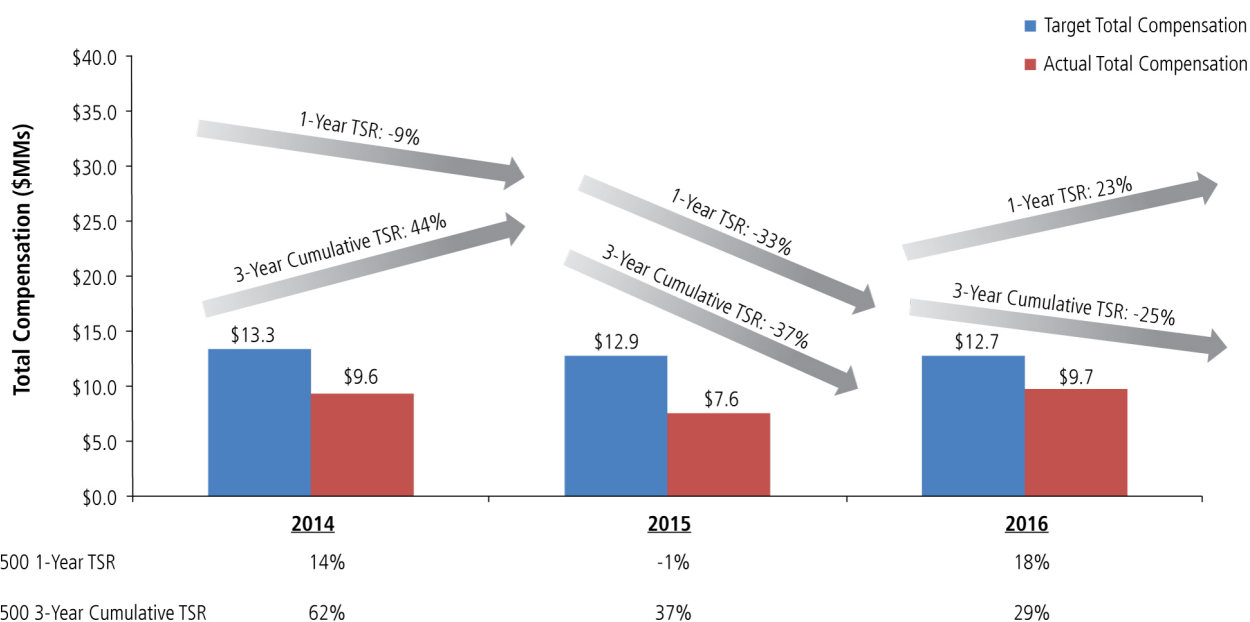 Target Total Compensation
Actual Total Compensation
Total Compensation ($MMs)
$40.0
$35.0
$30.0
$25.0
$20.0
$15.0
$10.0
$5.0
$0.0
1-Year TSR: -9%
3-Year Cumulative TSR: 44%
1-Year TSR: -33%
3-Year Cumulative TSR: -37%
1-Year TSR: 23%
3-Year Cumulative TSR: -25%
$13.3
$9.6
$12.9
$7.6
$12.7
$9.7
2014 2015 2016
500 1-Year TSR 14% -1% 18%
500 3-Year Cumulative TSR 62% 37% 29%